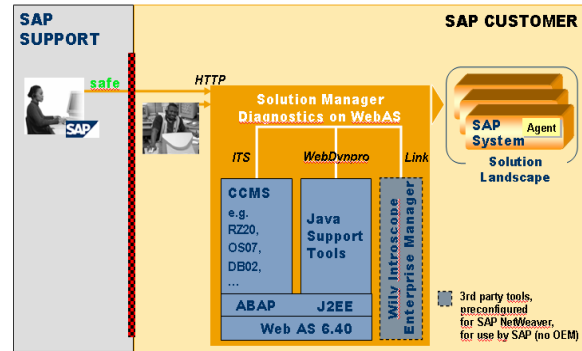 SAP
SUPPORT
SAP CUSTOMER
safe
HTTP
SAP
Solution Manager
Diagnostics on WebAS
SAP
System
Agent
Solution
Landscape
ITS
WebDynpro
Link
CCMS
e.g.
RZ20,
OS07,
DB02,
...
Java
Support
Tools
Wily Introscope
Enterprise Manager
ABAP
J2EE
Web AS 6.40
3rd party tools,
preconfigured
for SAP NetWeaver,
for use by SAP (no OEM)